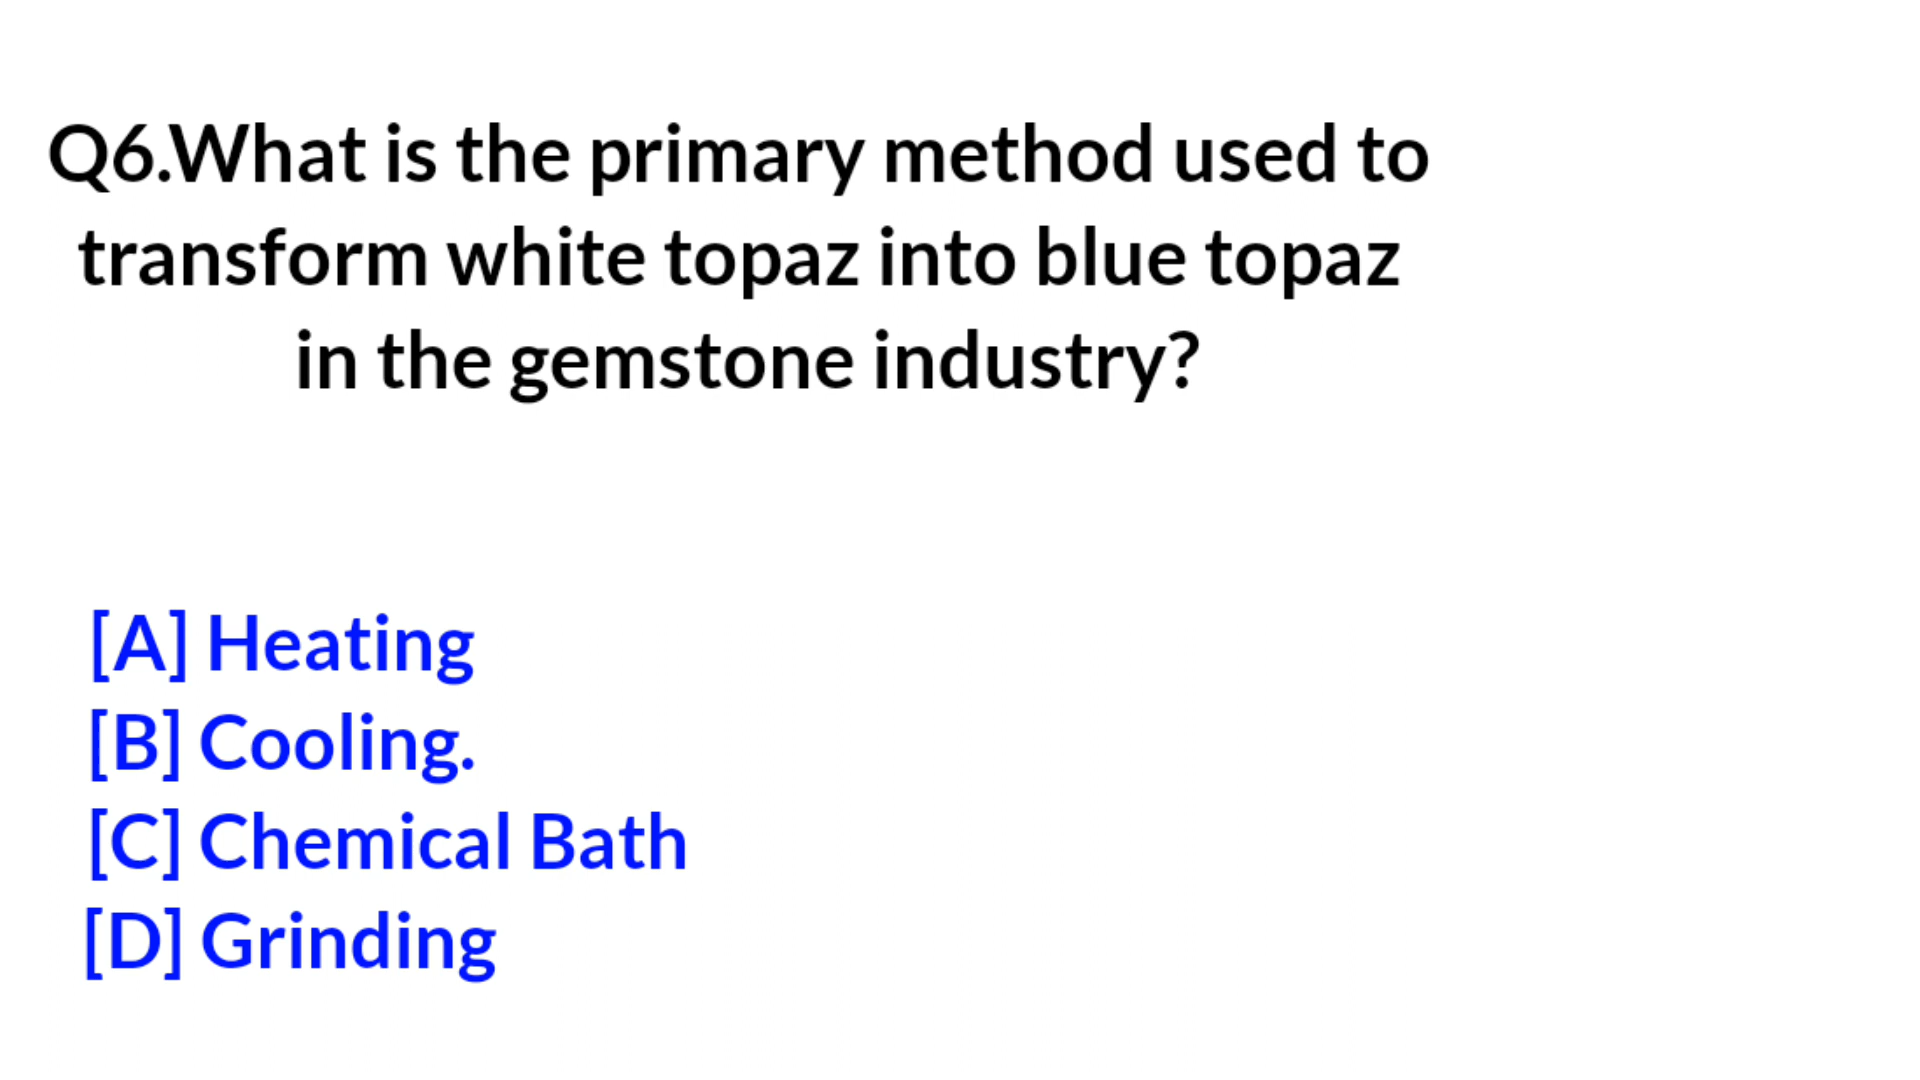 Q6.What is the primary method used to
transform white topaz into blue topaz
in the gemstone industry?
[A] Heating
[B] Cooling.
[C] Chemical Bath
[D] Grinding